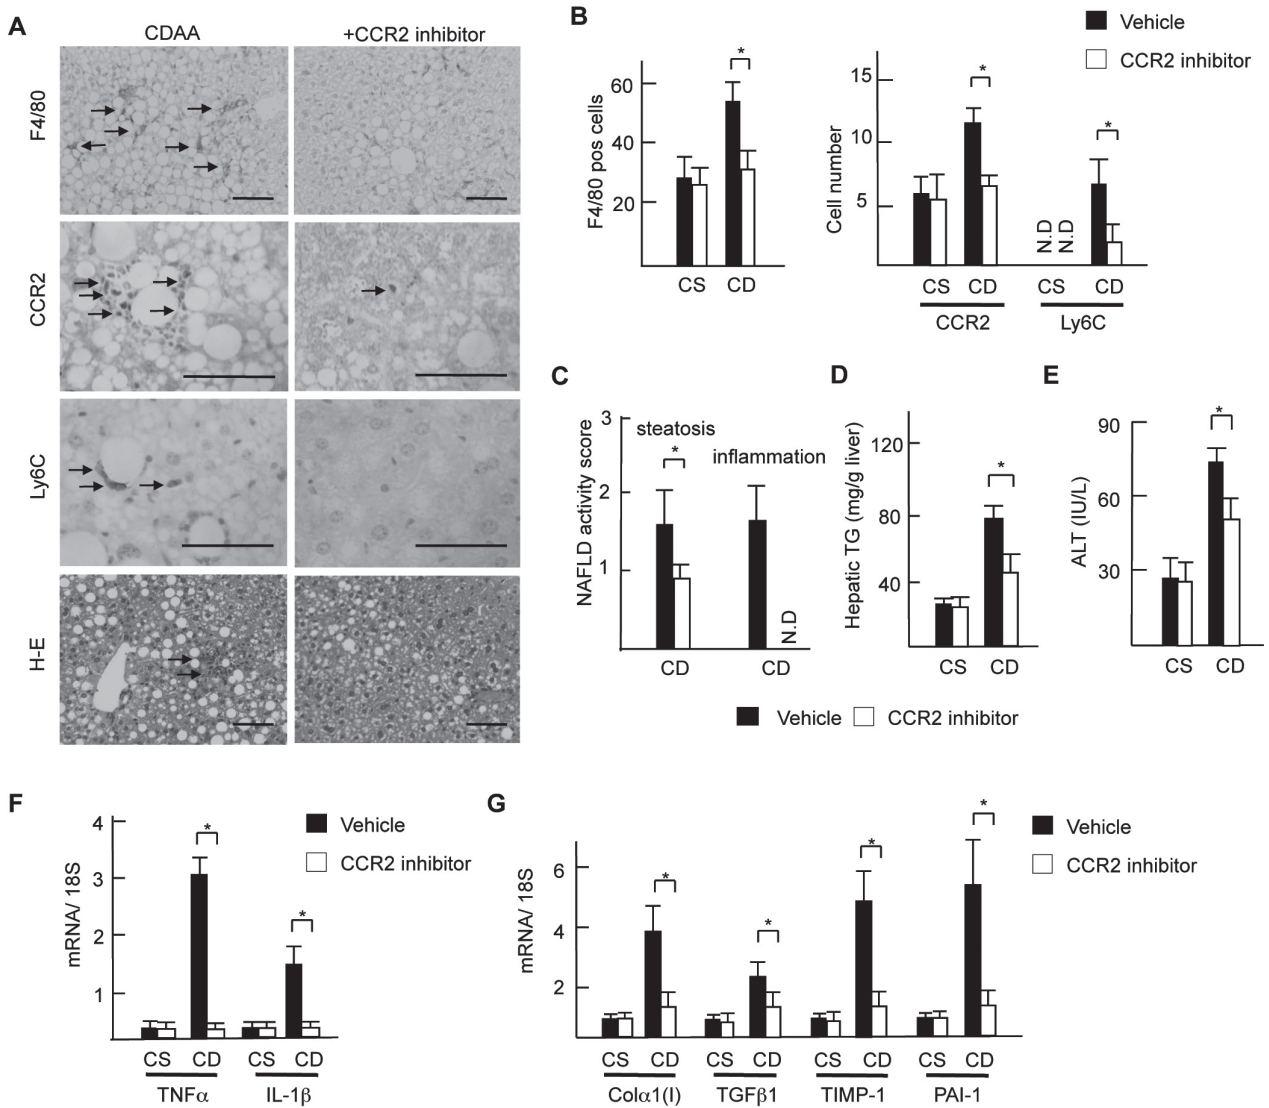 A
CDAA
+CCR2 inhibitor
F4/80
CCR2
Ly6C
H-E
B
Vehicle
CCR2 inhibitor
F4/80 pos cells
60
40
20
*
CS CD
Cell number
15
10
5
*
*
N.D
N.D
CS CD CS CD
CCR2 Ly6C
C
NAFLD activity score
3
2
1
steatosis
*
inflammation
N.D
CD CD
D
Hepatic TG (mg/g liver)
120
80
40
*
CS CD
E
ALT (IU/L)
90
60
30
*
CS CD
Vehicle CCR2 inhibitor
F
mRNA/ 18S
4
3
2
1
*
*
Vehicle
CCR2 inhibitor
CS CD CS CD
TNFα IL-1β
G
mRNA/ 18S
6
4
2
*
*
*
*
Vehicle
CCR2 inhibitor
CS CD CS CD CS CD CS CD
Colα1(I) TGFβ1 TIMP-1 PAI-1